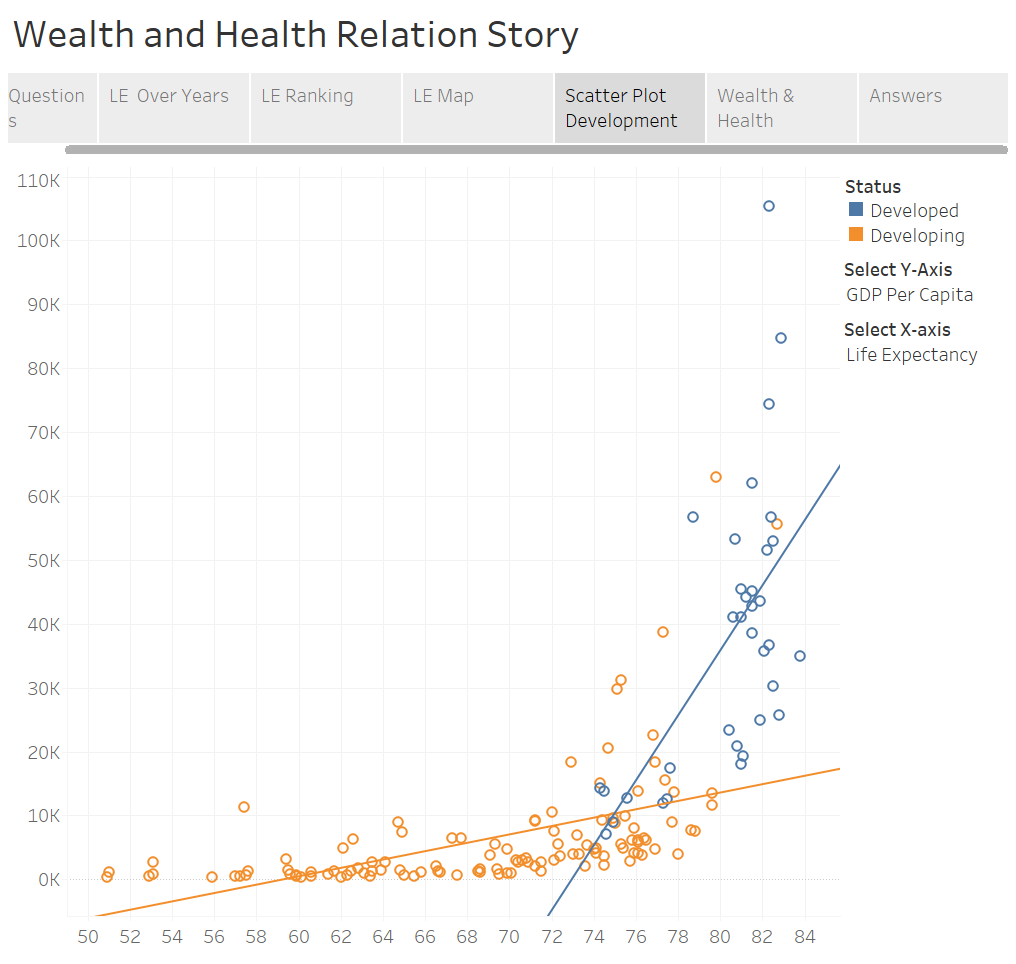 Wealth and Health Relation Story
Question
s
LE  Over Years
LE Ranking
LE Map
Scatter Plot
Development
Wealth &
Health
Answers
110K
100K
90K
80K
70K
60K
50K
40K
30K
20K
10K
0K
50 52 54 56 58 60 62 64 66 68 70 72 74 76 78 80 82 84
Status
Developed
Developing
Select Y-Axis
GDP Per Capita
Select X-axis
Life Expectancy